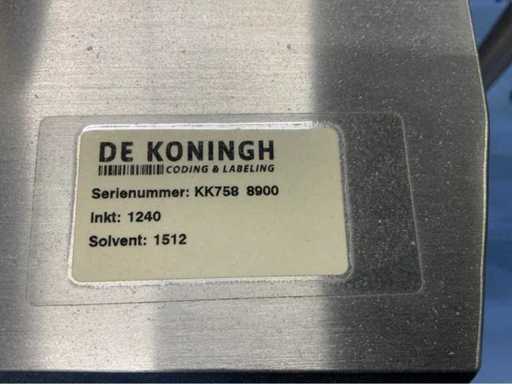 DE KONINGH
CODING & LABELING
Serienummer: KK758 8900
Inkt: 1240
Solvent: 1512